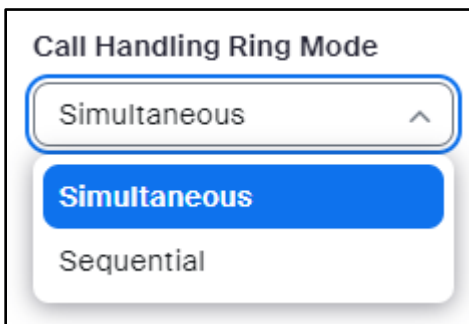 Call Handling Ring Mode
Simultaneous
Simultaneous
Sequential